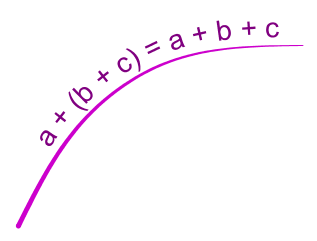 a + (b + c) = a + b + c